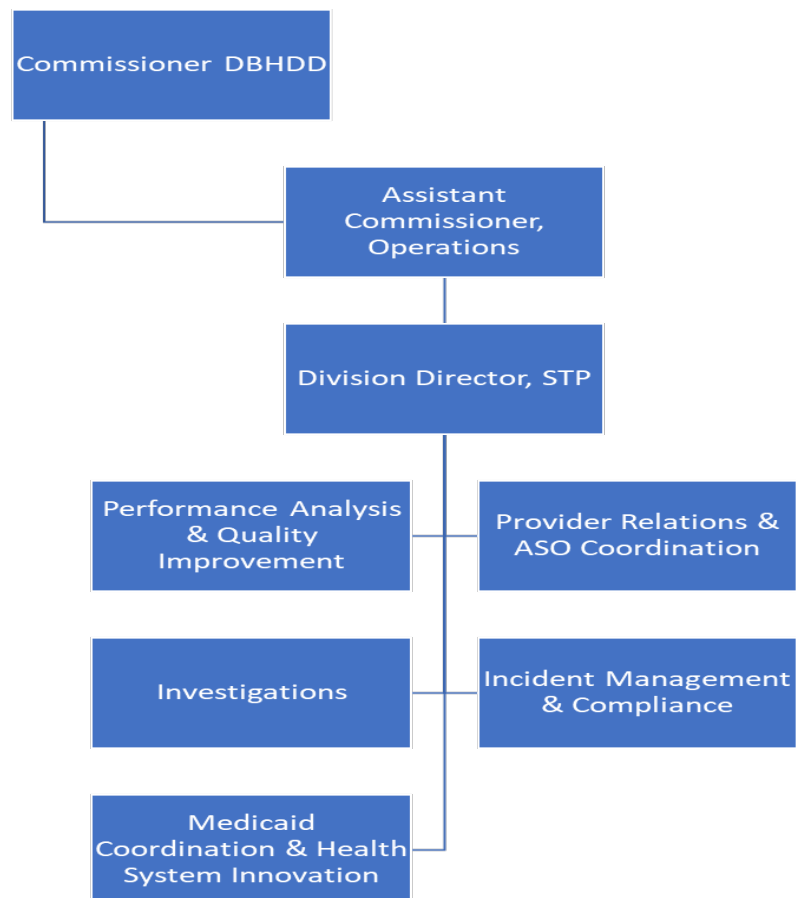 Commissioner DBHDD
Assistant
Commissioner,
Operations
Division Director, STP
Performance Analysis
& Quality
Improvement
Provider Relations &
ASO Coordination
Investigations
Incident Management
& Compliance
Medicaid
Coordination & Health
System Innovation